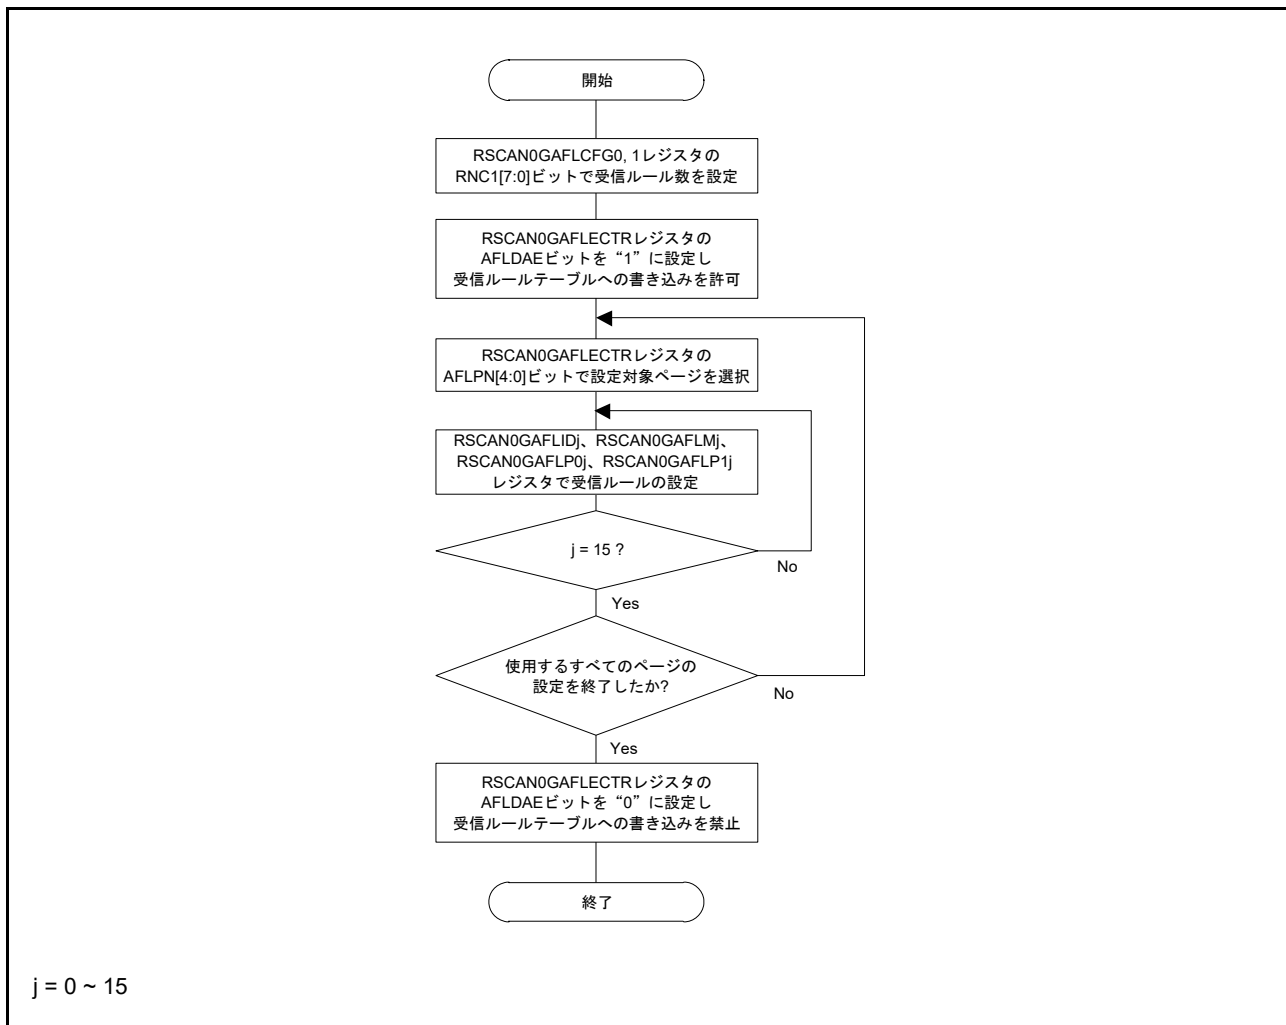 開始
RSCAN0GAFLCFG0, 1レジスタの
RNC1[7:0]ビットで受信ルール数を設定
RSCAN0GAFLECTRレジスタの
AFLDAEビットを“1”に設定し
受信ルールテーブルへの書き込みを許可
RSCAN0GAFLECTRレジスタの
AFLPN[4:0]ビットで設定対象ページを選択
RSCAN0GAFLIDj、RSCAN0GAFLMj、
RSCAN0GAFLP0j、RSCAN0GAFLP1j
レジスタで受信ルールの設定
j = 15 ?
No
Yes
使用するすべてのページの
設定を終了したか?
No
Yes
RSCAN0GAFLECTRレジスタの
AFLDAEビットを“0”に設定し
受信ルールテーブルへの書き込みを禁止
終了
j = 0 ~ 15